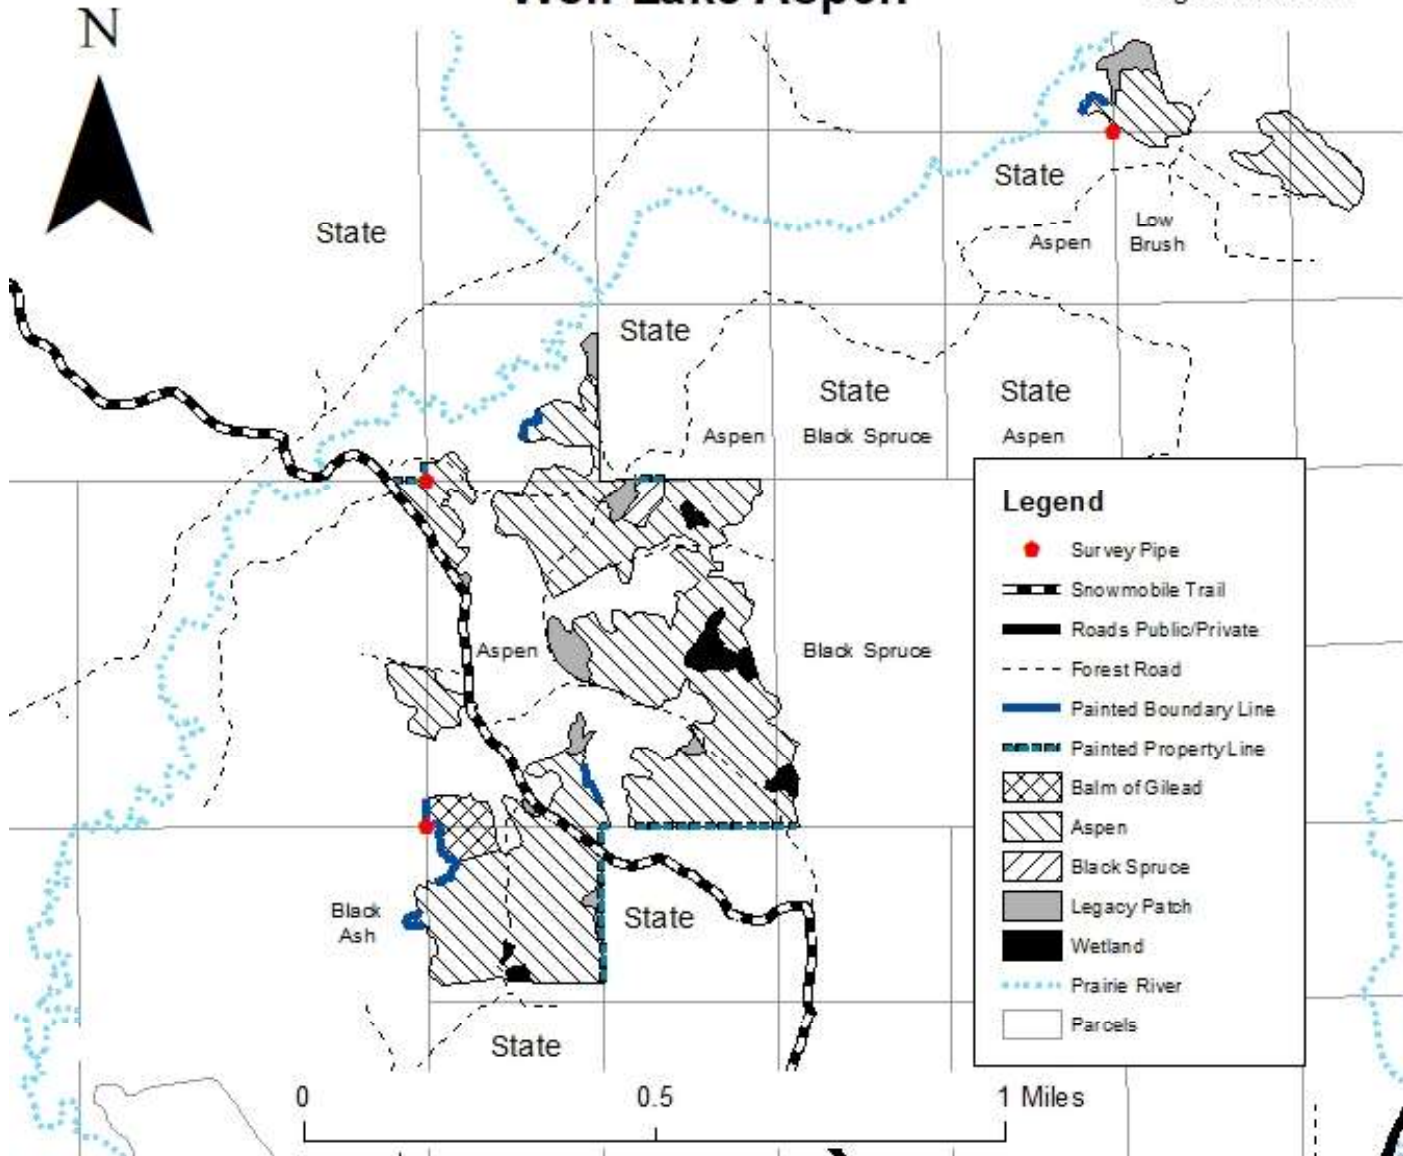 N
State
State
Aspen
Low
Brush
State
State
State
Aspen
Black Spruce
Aspen
Aspen
Black Spruce
Black
Ash
State
State
Legend
Survey Pipe
Snowmobile Trail
Roads Public/Private
Forest Road
Painted Boundary Line
Painted Property Line
Balm of Gilead
Aspen
Black Spruce
Legacy Patch
Wetland
Prairie River
Parcels
0 0.5 1 Miles